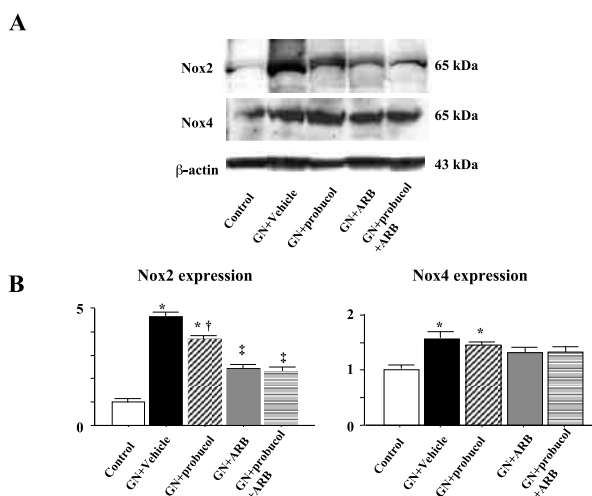 A
Nox2
65 kDa
Nox4
65 kDa
β-actin
43 kDa
Control
GN+Vehicle
GN+probucol
GN+ARB
GN+probucol
+ARB
B
Nox2 expression
5
0
*
* †
‡
‡
Control
GN+Vehicle
GN+probucol
GN+ARB
GN+probucol
+ARB
Nox4 expression
2
1
0
*
*
Control
GN+Vehicle
GN+probucol
GN+ARB
GN+probucol
+ARB